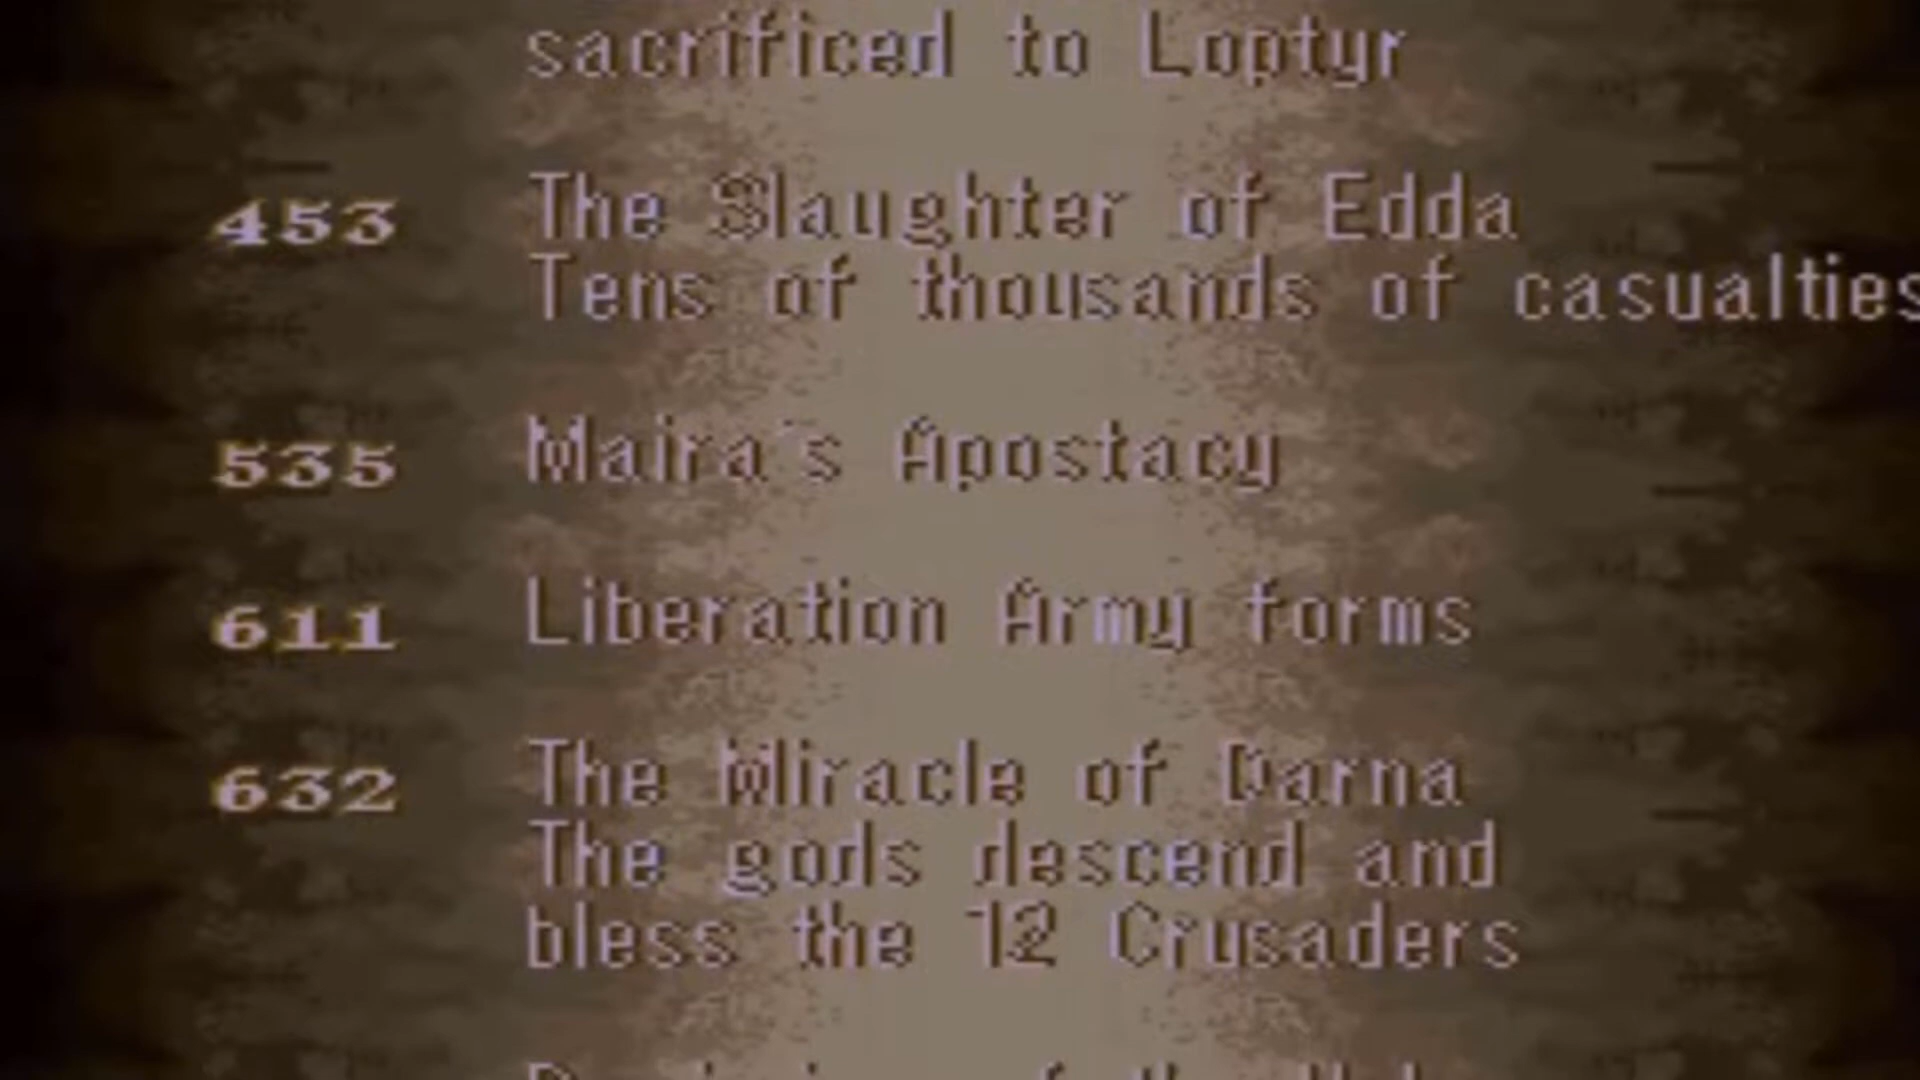 sacrificed to Loptyr
453 The Slaughter of Edda
Tens of thousands of casualties
535 Maira's Apostacy
611 Liberation Army forms
632 The Miracle of Darna
The gods descend and
bless the 12 Crusaders